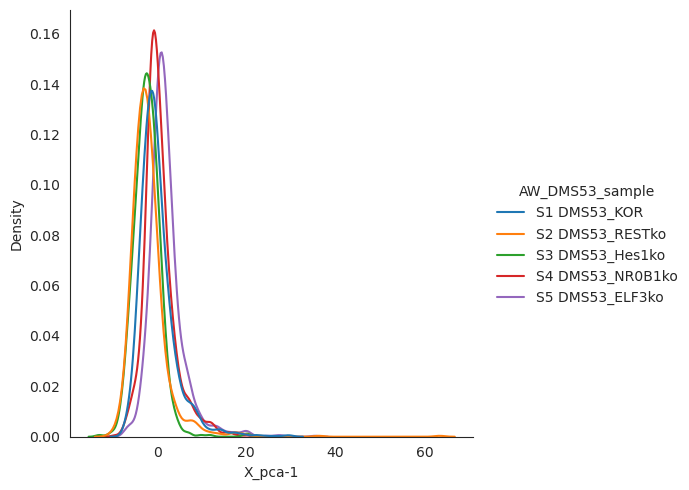 0.16
0.14
0.12
0.10
0.08
0.06
0.04
0.02
0.00
Density
0 20 40 60
X_pca-1
AW_DMS53_sample
S1 DMS53_KOR
S2 DMS53_RESTko
S3 DMS53_Hes1ko
S4 DMS53_NR0B1ko
S5 DMS53_ELF3ko